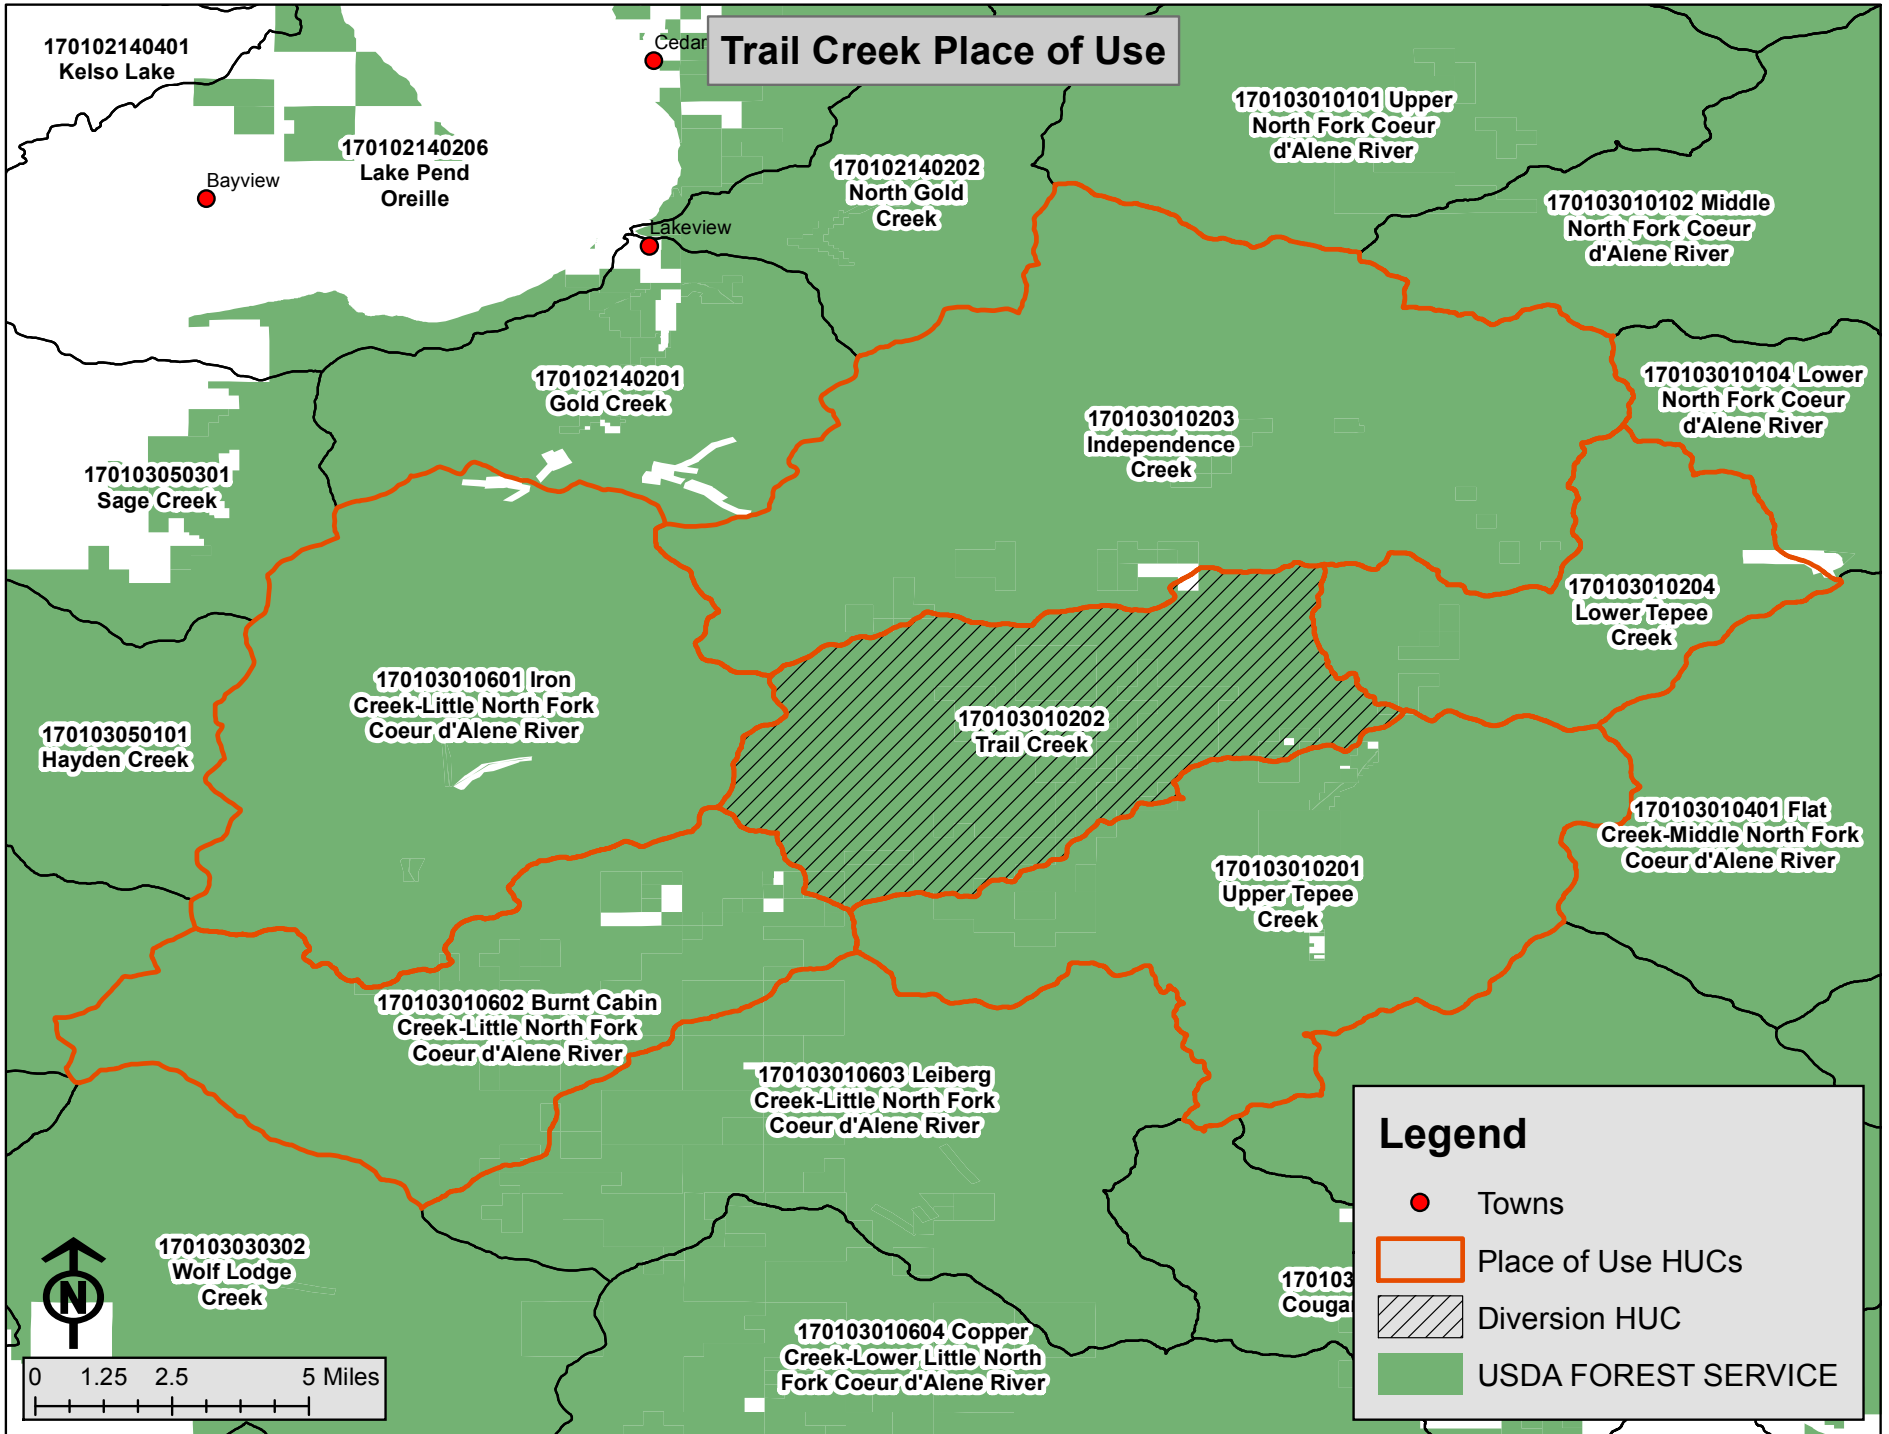 Trail Creek Place of Use
170102140401
Kelso Lake
Cedar
170103010101 Upper
North Fork Coeur
d'Alene River
170102140206
Lake Pend
Oreille
Bayview
170102140202
North Gold
Creek
170103010102 Middle
North Fork Coeur
d'Alene River
Lakeview
170102140201
Gold Creek
170103010104 Lower
North Fork Coeur
d'Alene River
170103010203
Independence
Creek
170103050301
Sage Creek
170103010204
Lower Tepee
Creek
170103010601 Iron
Creek-Little North Fork
Coeur d'Alene River
170103010202
Trail Creek
170103050101
Hayden Creek
170103010401 Flat
Creek-Middle North Fork
Coeur d'Alene River
170103010201
Upper Tepee
Creek
170103010602 Burnt Cabin
Creek-Little North Fork
Coeur d'Alene River
170103010603 Leiberg
Creek-Little North Fork
Coeur d'Alene River
170103030302
Wolf Lodge
Creek
170103
Couga
170103010604 Copper
Creek-Lower Little North
Fork Coeur d'Alene River
Legend
Towns
Place of Use HUCs
Diversion HUC
USDA FOREST SERVICE
N
0 1.25 2.5 5 Miles